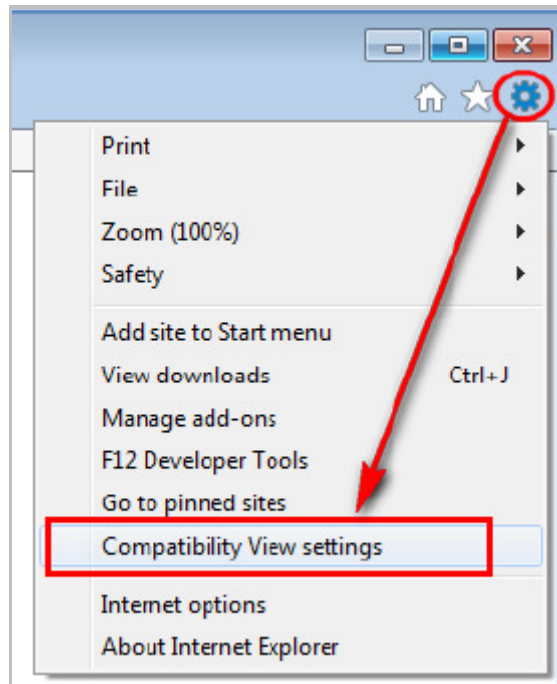 Print
File
Zoom (100%)
Safety
Add site to Start menu
View downloads Ctrl+J
Manage add-ons
F12 Developer Tools
Go to pinned sites
Compatibility View settings
Internet options
About Internet Explorer